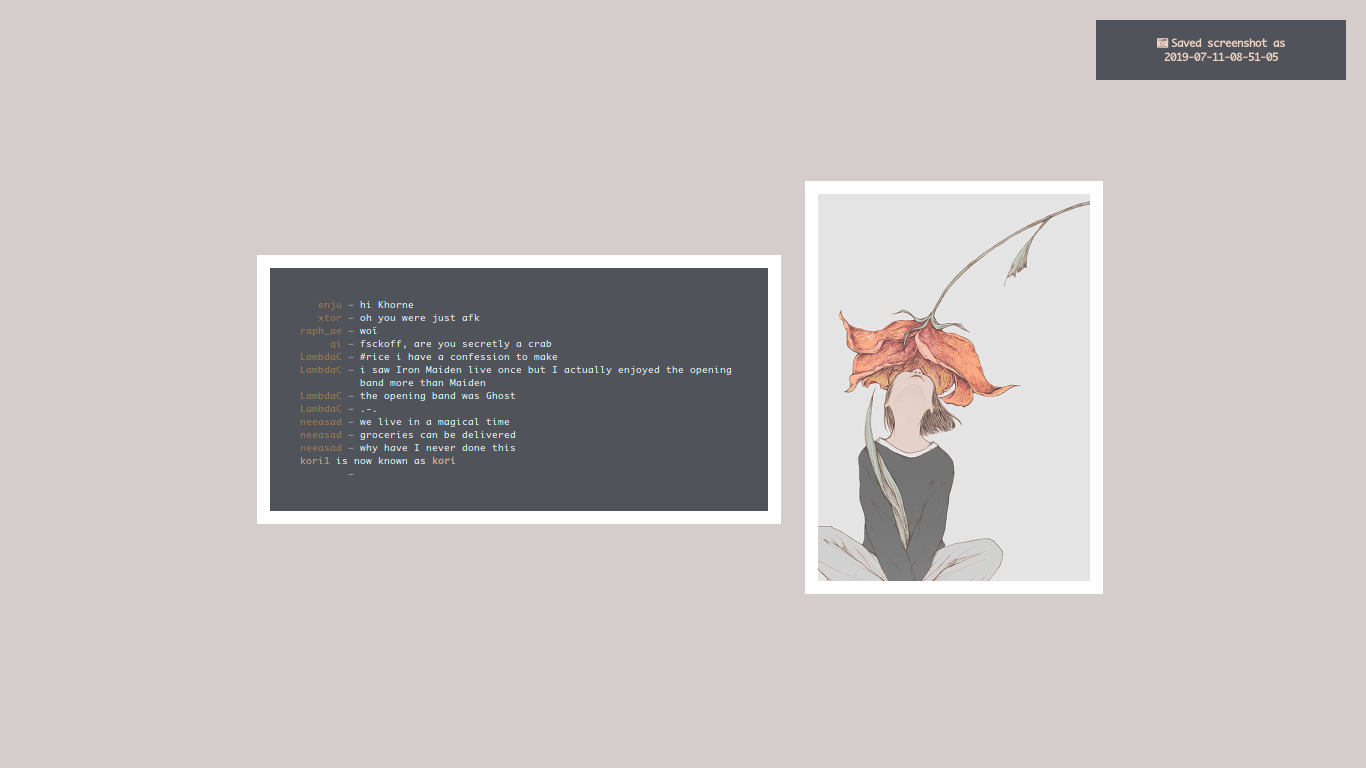 Saved screenshot as
2019-07-11-08-51-05
enju — hi Khorne
xtor — oh you were just afk
raph_ae — woï
qi — fsckoff, are you secretly a crab
LambdaC — #rice i have a confession to make
LambdaC — i saw Iron Maiden live once but I actually enjoyed the opening
band more than Maiden
LambdaC — the opening band was Ghost
LambdaC — .-.
neeasad — we live in a magical time
neeasad — groceries can be delivered
neeasad — why have I never done this
kori1 is now known as kori
—